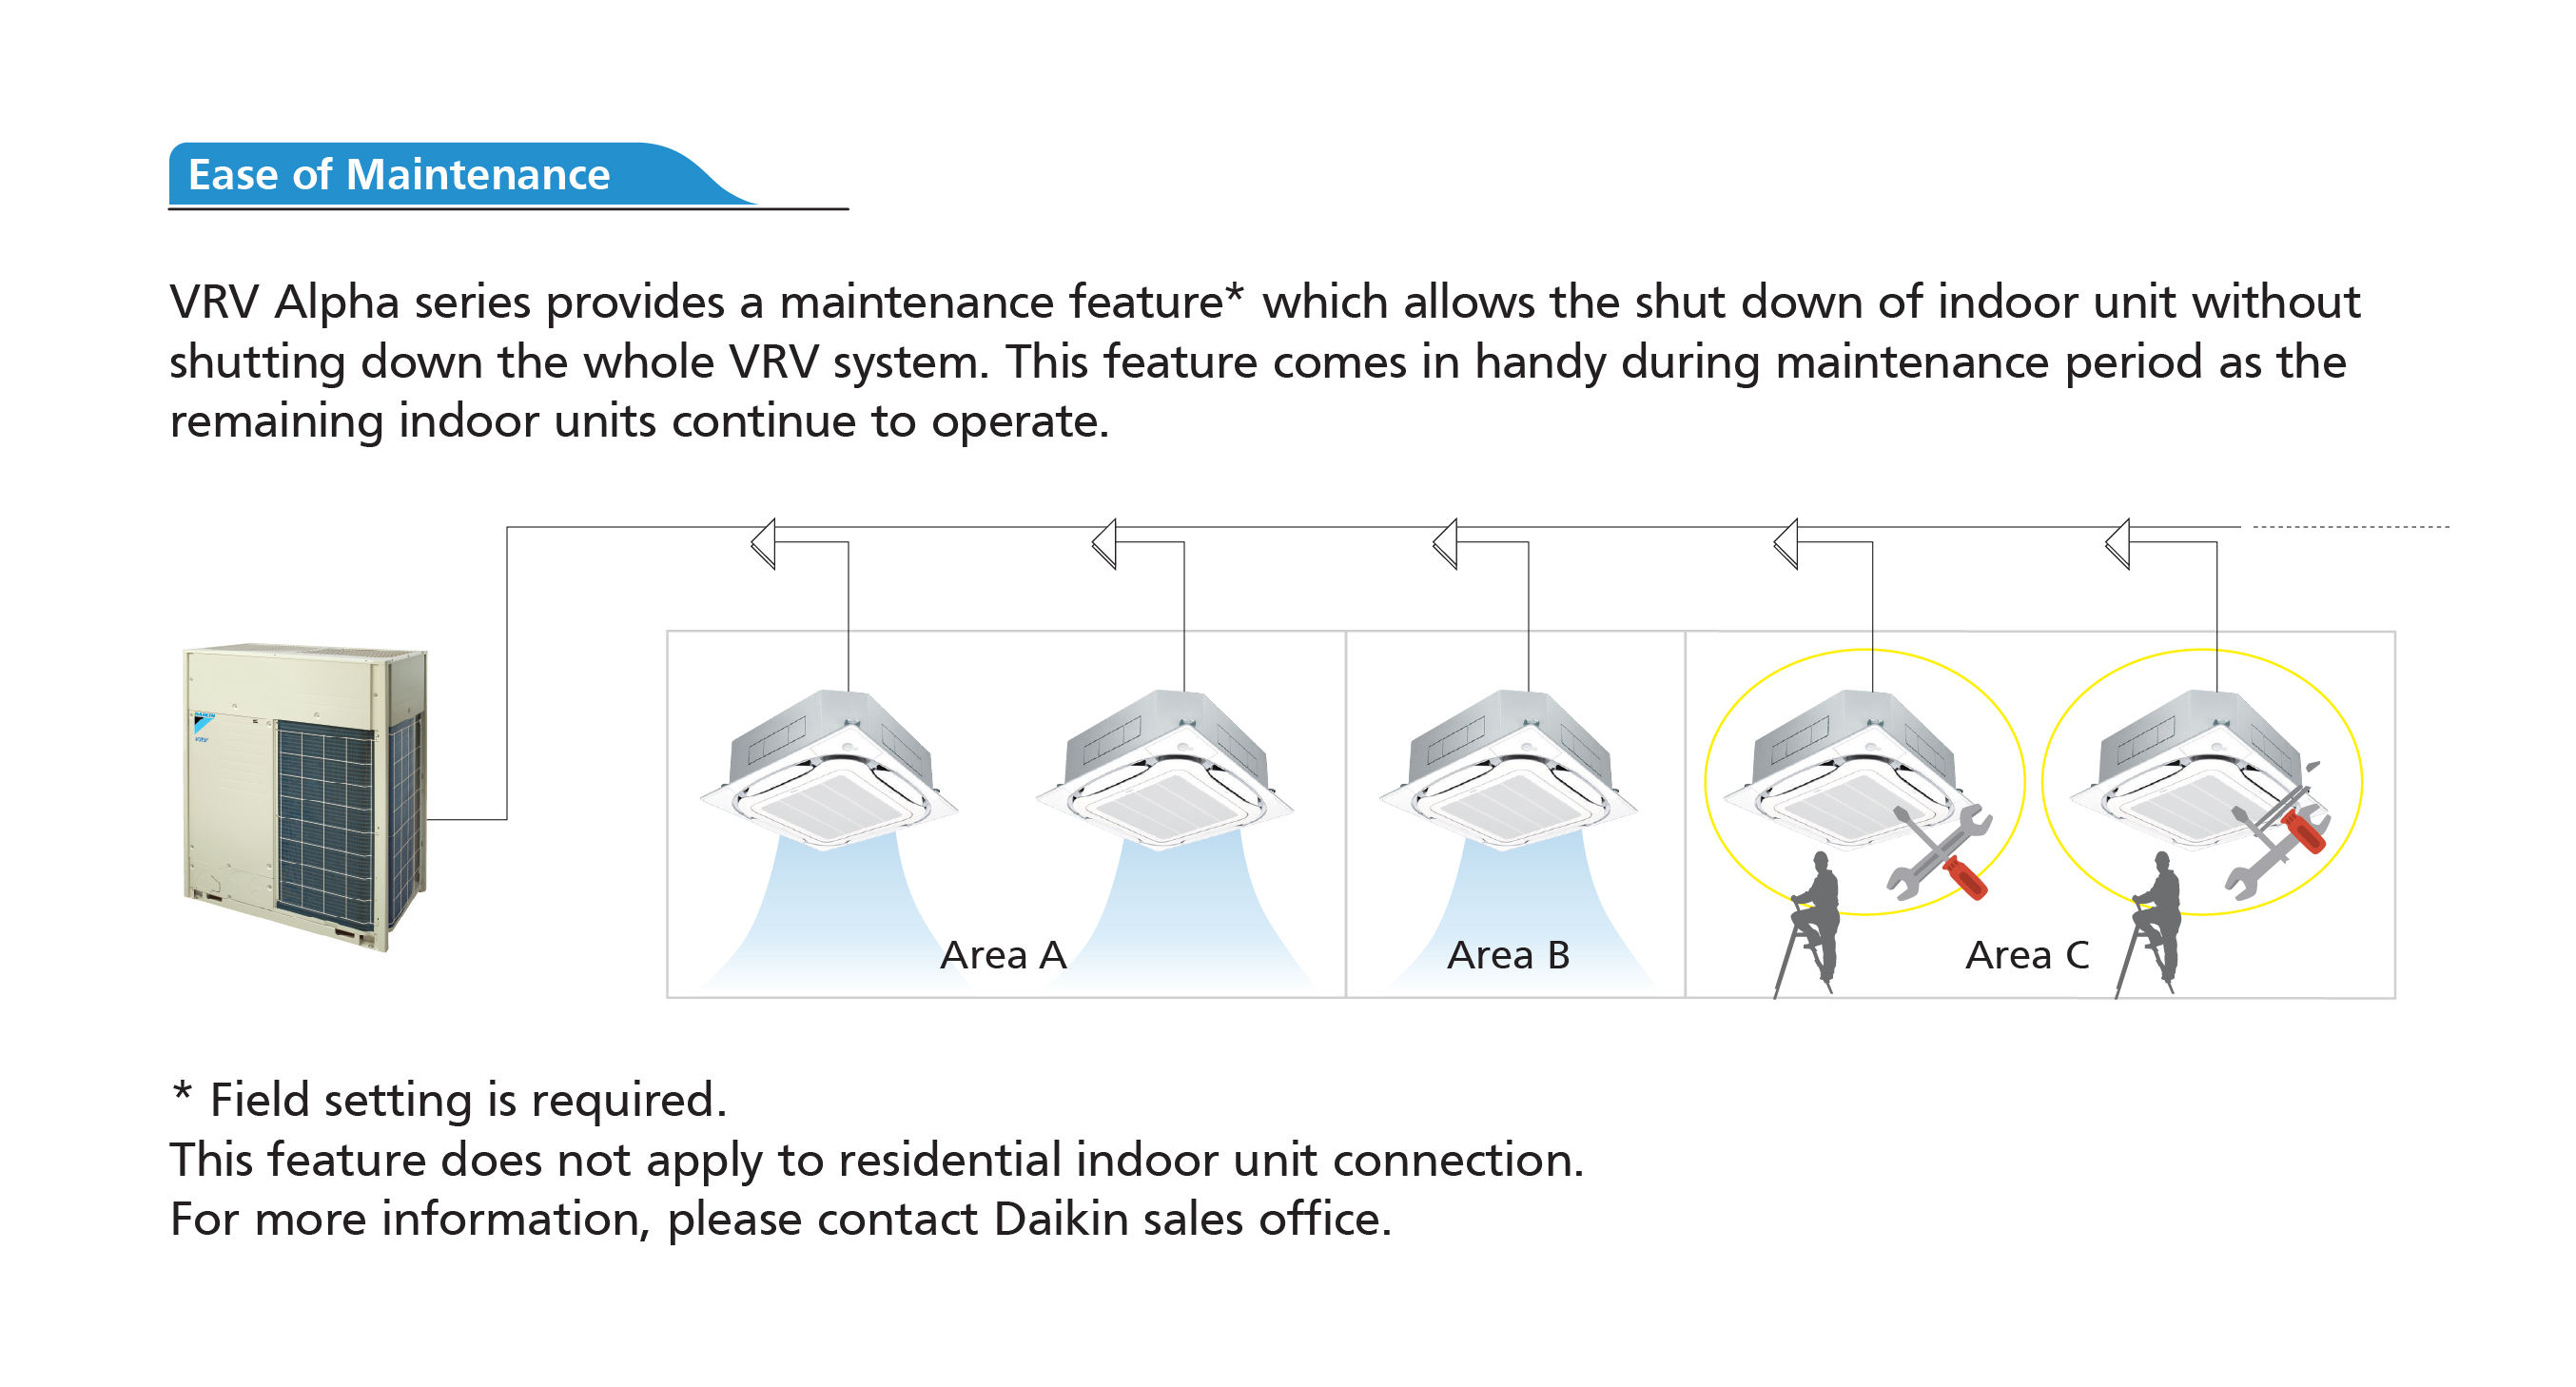 Ease of Maintenance
VRV Alpha series provides a maintenance feature* which allows the shut down of indoor unit without
shutting down the whole VRV system. This feature comes in handy during maintenance period as the
remaining indoor units continue to operate.
DAIKIN
VRV
Area A
Area B
Area C
* Field setting is required.
This feature does not apply to residential indoor unit connection.
For more information, please contact Daikin sales office.